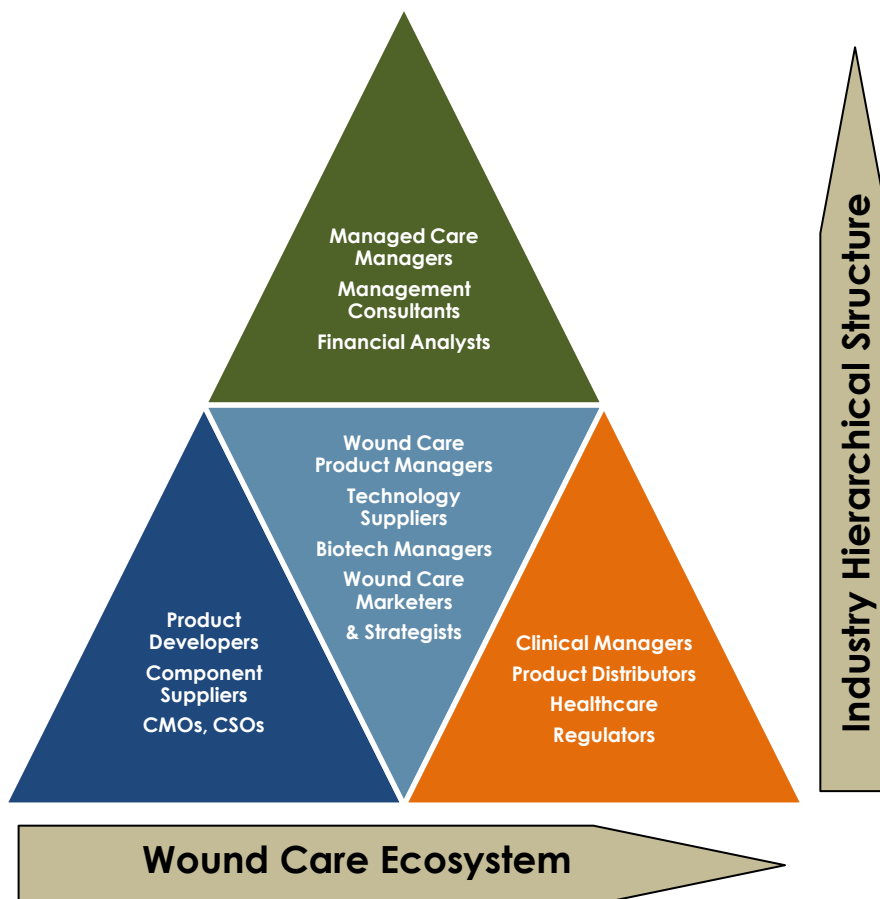 Managed Care
Managers
Management
Consultants
Financial Analysts
Wound Care
Product Managers
Technology
Suppliers
Biotech Managers
Wound Care
Marketers
& Strategists
Product
Developers
Component
Suppliers
CMOs, CSOs
Clinical Managers
Product Distributors
Healthcare
Regulators
Wound Care Ecosystem
Industry Hierarchical Structure